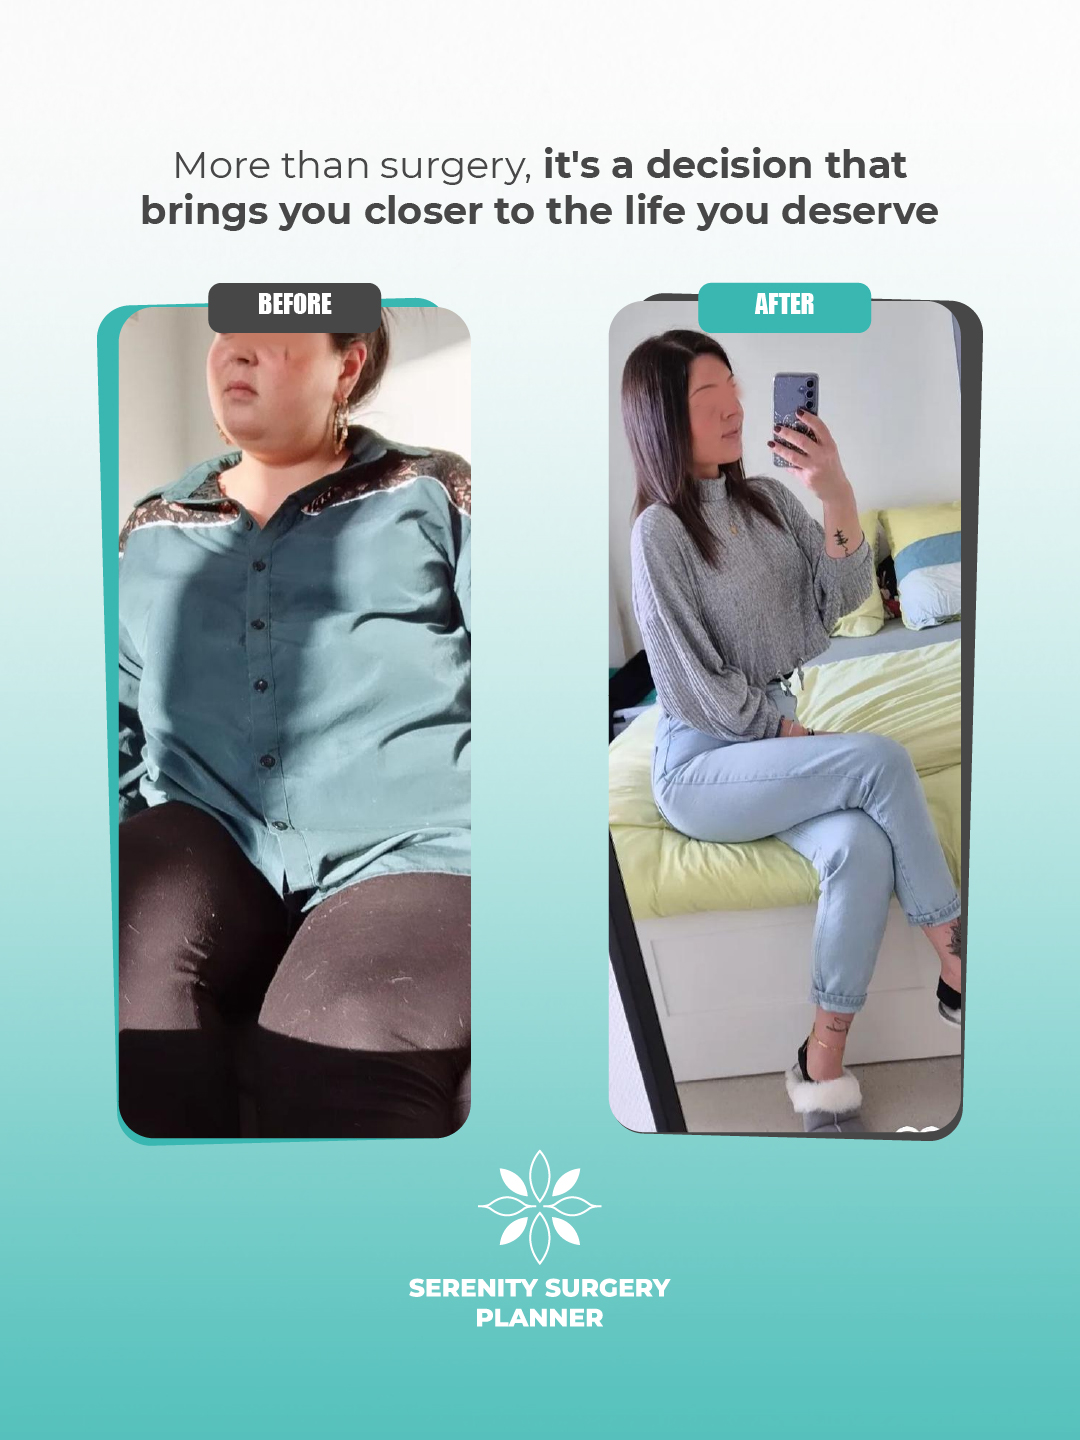 More than surgery, it's a decision that
brings you closer to the life you deserve
BEFORE
AFTER
SERENITY SURGERY
PLANNER